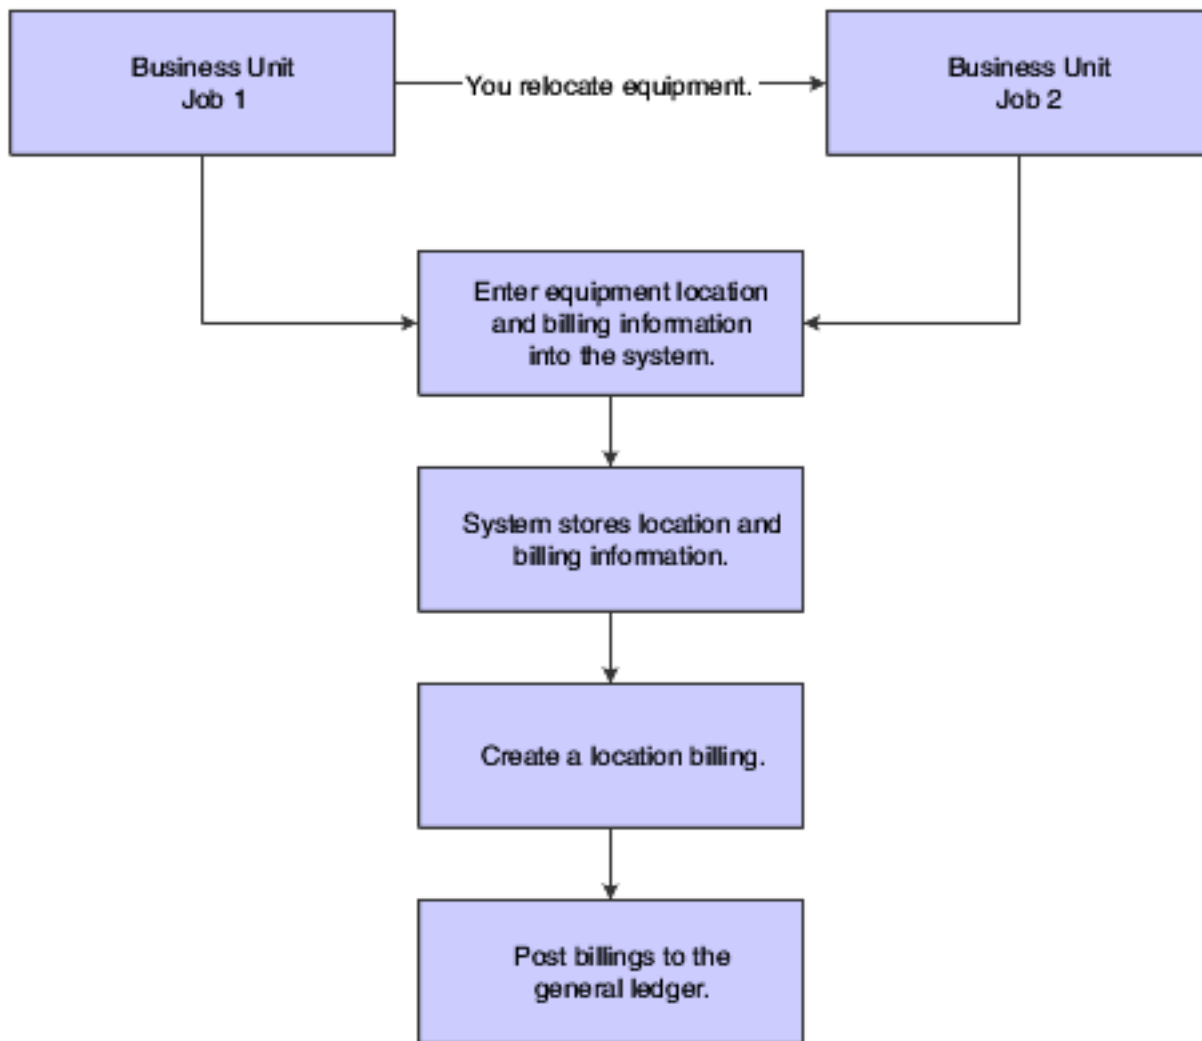 Business Unit
Job 1
You relocate equipment.
Business Unit
Job 2
Enter equipment location
and billing information
into the system.
System stores location and
billing information.
Create a location billing.
Post billings to the
general ledger.